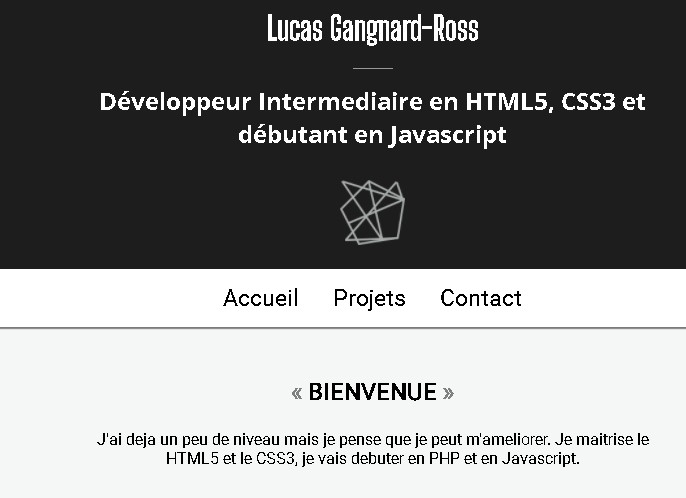 Lucas Gangnard-Ross
Développeur Intermediaire en HTML5, CSS3 et
débutant en Javascript
Accueil Projets Contact
« BIENVENUE »
J'ai deja un peu de niveau mais je pense que je peut m'ameliorer. Je maitrise le
HTML5 et le CSS3, je vais debuter en PHP et en Javascript.